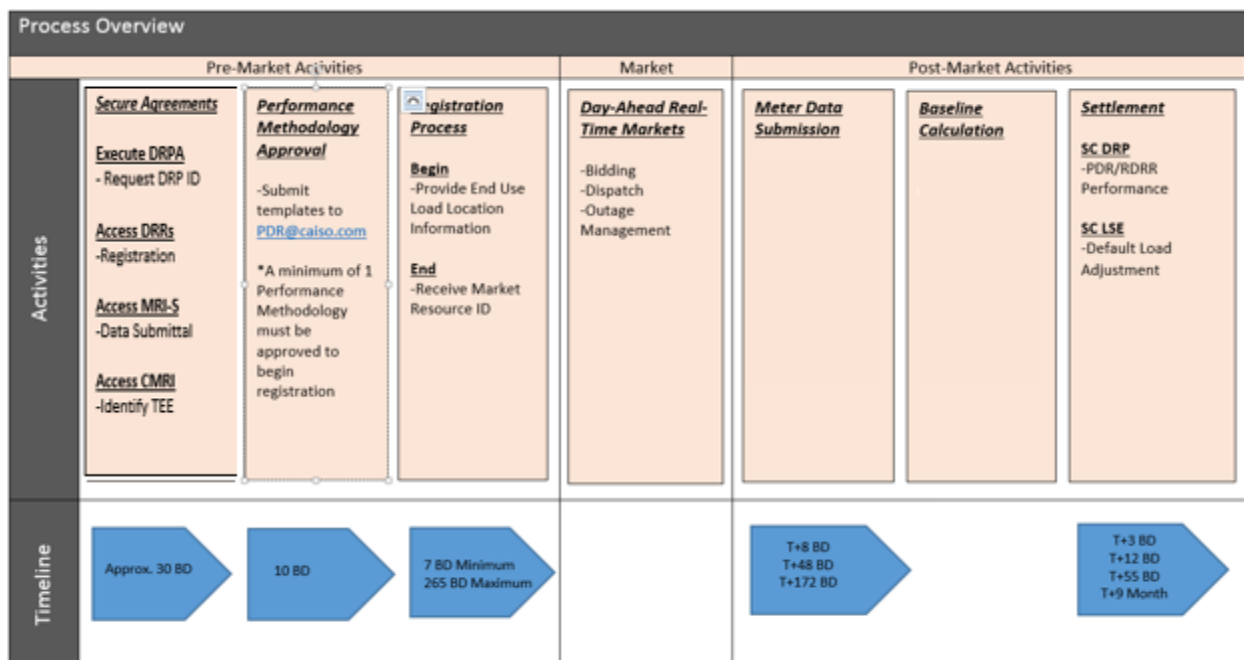 Process Overview
Pre-Market Activities
Market
Post-Market Activities
Activities
Secure Agreements
Execute DRPA
- Request DRP ID
Access DRRs
-Registration
Access MRI-S
-Data Submittal
Access CMRI
-Identify TEE
Performance
Methodology
Approval
-Submit
templates to
PDR@caiso.com
*A minimum of 1
Performance
Methodology
must be
approved to
begin
registration
egistration
Process
Begin
-Provide End Use
Load Location
Information
End
-Receive Market
Resource ID
Day-Ahead Real-
Time Markets
-Bidding
-Dispatch
-Outage
Management
Meter Data
Submission
Baseline
Calculation
Settlement
SC DRP
-PDR/RDRR
Performance
SC LSE
-Default Load
Adjustment
Timeline
Approx. 30 BD
10 BD
7 BD Minimum
265 BD Maximum
T+8 BD
T+48 BD
T+172 BD
T+3 BD
T+12 BD
T+55 BD
T+9 Month